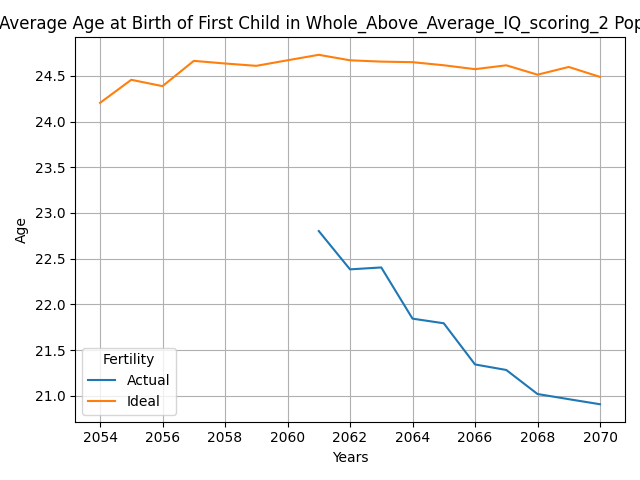 Average Age at Birth of First Child in Whole_Above_Average_IQ_scoring_2 Pop
24.5
24.0
23.5
23.0
22.5
22.0
21.5
21.0
Age
Fertility
Actual
Ideal
2054 2056 2058 2060 2062 2064 2066 2068 2070
Years